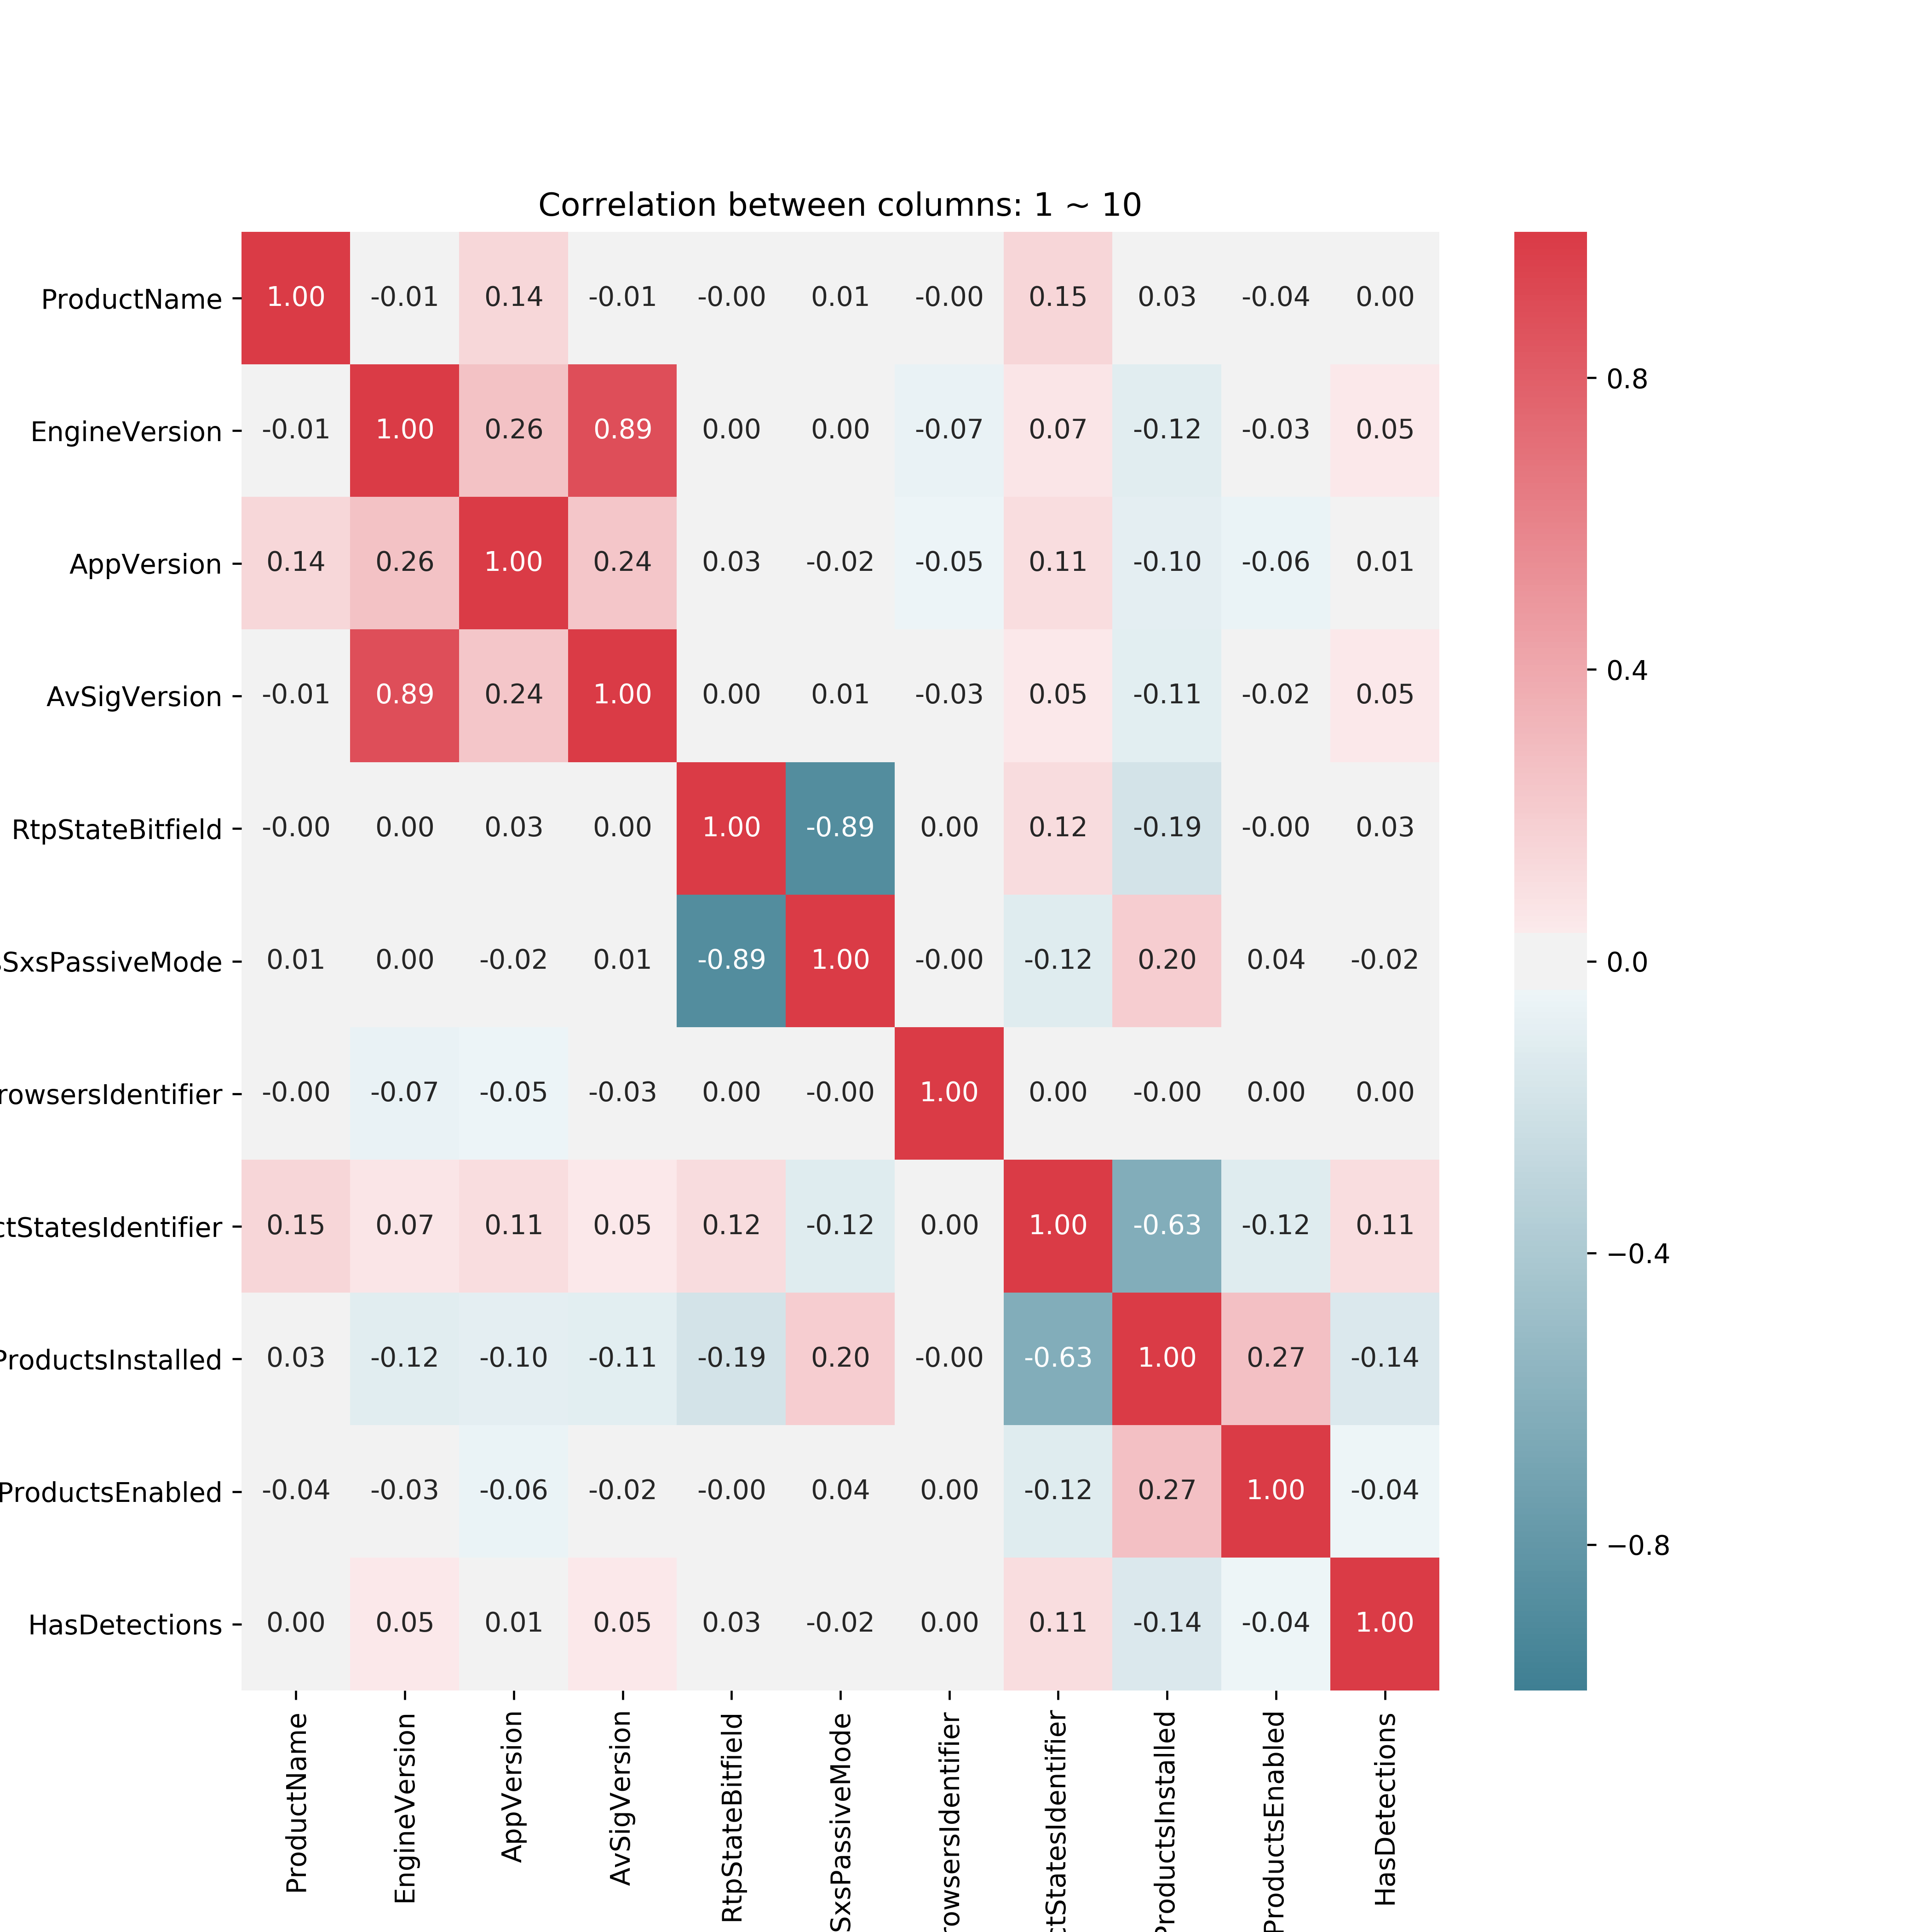 Correlation between columns: 1 ~ 10
ProductName 1.00 -0.01 0.14 -0.01 -0.00 0.01 -0.00 0.15 0.03 -0.04 0.00
EngineVersion -0.01 1.00 0.26 0.89 0.00 0.00 -0.07 0.07 -0.12 -0.03 0.05
AppVersion 0.14 0.26 1.00 0.24 0.03 -0.02 -0.05 0.11 -0.10 -0.06 0.01
AvSigVersion -0.01 0.89 0.24 1.00 0.00 0.01 -0.03 0.05 -0.11 -0.02 0.05
RtpStateBitfield -0.00 0.00 0.03 0.00 1.00 -0.89 0.00 0.12 -0.19 -0.00 0.03
sSxsPassiveMode 0.01 0.00 -0.02 0.01 -0.89 1.00 -0.00 -0.12 0.20 0.04 -0.02
rowsersIdentifier -0.00 -0.07 -0.05 -0.03 0.00 -0.00 1.00 0.00 -0.00 0.00 0.00
ctStatesIdentifier 0.15 0.07 0.11 0.05 0.12 -0.12 0.00 1.00 -0.63 -0.12 0.11
ProductsInstalled 0.03 -0.12 -0.10 -0.11 -0.19 0.20 -0.00 -0.63 1.00 0.27 -0.14
ProductsEnabled -0.04 -0.03 -0.06 -0.02 -0.00 0.04 0.00 -0.12 0.27 1.00 -0.04
HasDetections 0.00 0.05 0.01 0.05 0.03 -0.02 0.00 0.11 -0.14 -0.04 1.00
ProductName
EngineVersion
AppVersion
AvSigVersion
RtpStateBitfield
SxsPassiveMode
rowsersIdentifier
ctStatesIdentifier
ProductsInstalled
ProductsEnabled
HasDetections
0.8
0.4
0.0
−0.4
−0.8